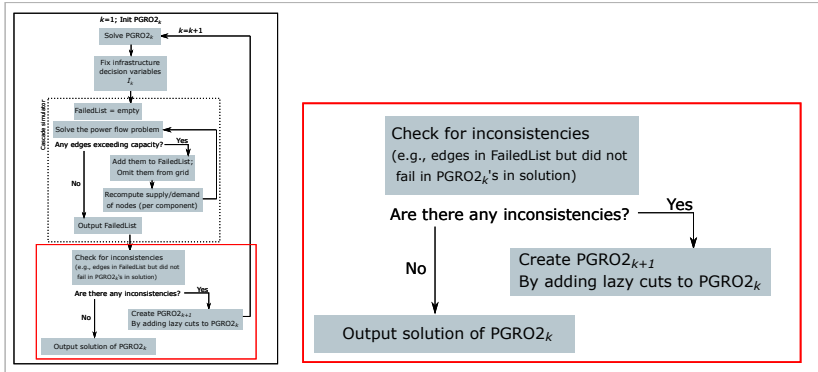 k=1; Init PGRO2k
Solve PGRO2k
k=k+1
Fix infrastructure
decision variables
Ik
Cascade simulator
FailedList = empty
Solve the power flow problem
Any edges exceeding capacity?
Yes
Add them to FailedList;
Omit them from grid
No
Recompute supply/demand
of nodes (per component)
Output FailedList
Check for inconsistencies
(e.g., edges in FailedList but did not
fail in PGRO2k's in solution)
Are there any inconsistencies?
Yes
No
Create PGRO2k+1
By adding lazy cuts to PGRO2k
Output solution of PGRO2k
Check for inconsistencies
(e.g., edges in FailedList but did not
fail in PGRO2k's in solution)
Are there any inconsistencies?
Yes
No
Create PGRO2k+1
By adding lazy cuts to PGRO2k
Output solution of PGRO2k